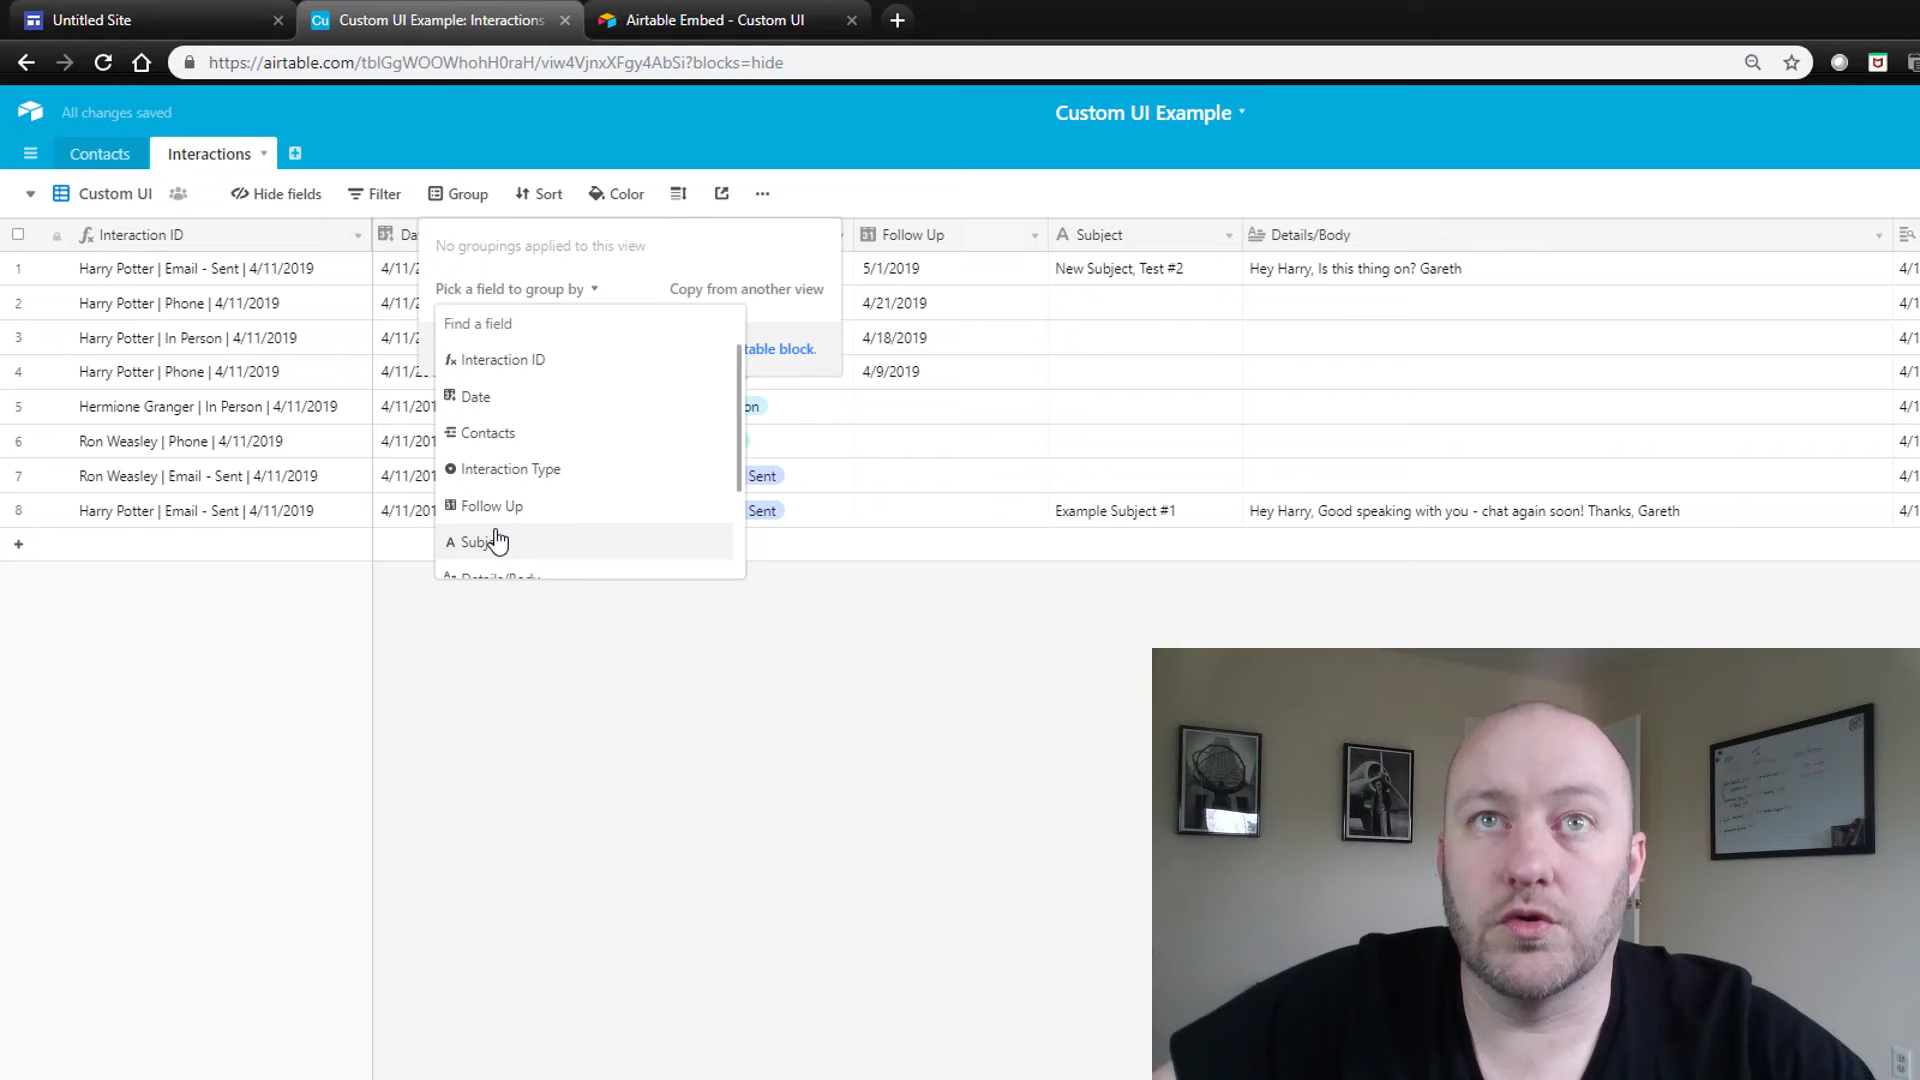 Untitled Site
Cu Custom UI Example: Interactions
Airtable Embed - Custom UI
https://airtable.com/tblGgWOOWhohH0raH/viw4VjnxXFgy4AbSi?blocks=hide
All changes saved
Custom UI Example
Contacts
Interactions
Custom UI
Hide fields
Filter
Group
Sort
Color
Interaction ID
Follow Up
Subject
Details/Body
1 Harry Potter | Email - Sent | 4/11/2019 5/1/2019 New Subject, Test #2 Hey Harry, Is this thing on? Gareth
2 Harry Potter | Phone | 4/11/2019 4/21/2019
3 Harry Potter | In Person | 4/11/2019 4/18/2019
4 Harry Potter | Phone | 4/11/2019 4/9/2019
5 Hermione Granger | In Person | 4/11/2019
6 Ron Weasley | Phone | 4/11/2019
7 Ron Weasley | Email - Sent | 4/11/2019 Sent
8 Harry Potter | Email - Sent | 4/11/2019 Sent Example Subject #1 Hey Harry, Good speaking with you - chat again soon! Thanks, Gareth
No groupings applied to this view
Pick a field to group by
Copy from another view
table block.
Find a field
Interaction ID
Date
Contacts
Interaction Type
Follow Up
Details/Body